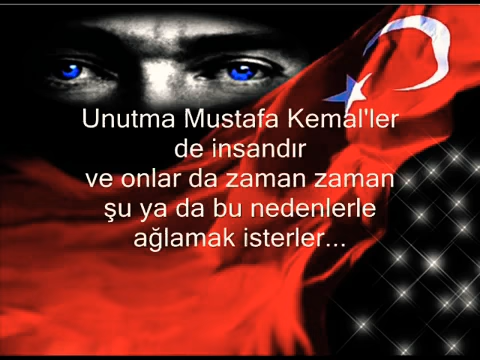 Unutma Mustafa Kemal'ler
de insandır
ve onlar da zaman zaman
şu ya da bu nedenlerle
ağlamak isterler...